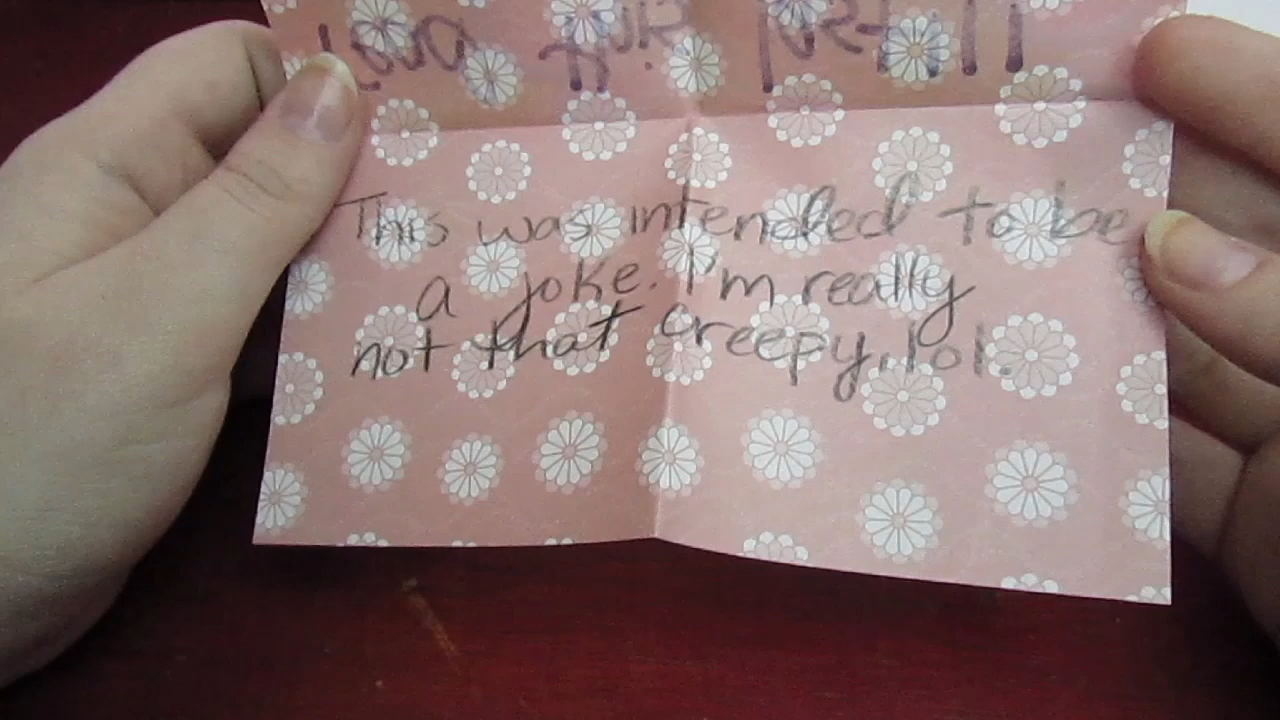 This was intended to be
a joke. I'm really
not that creepy, lol.